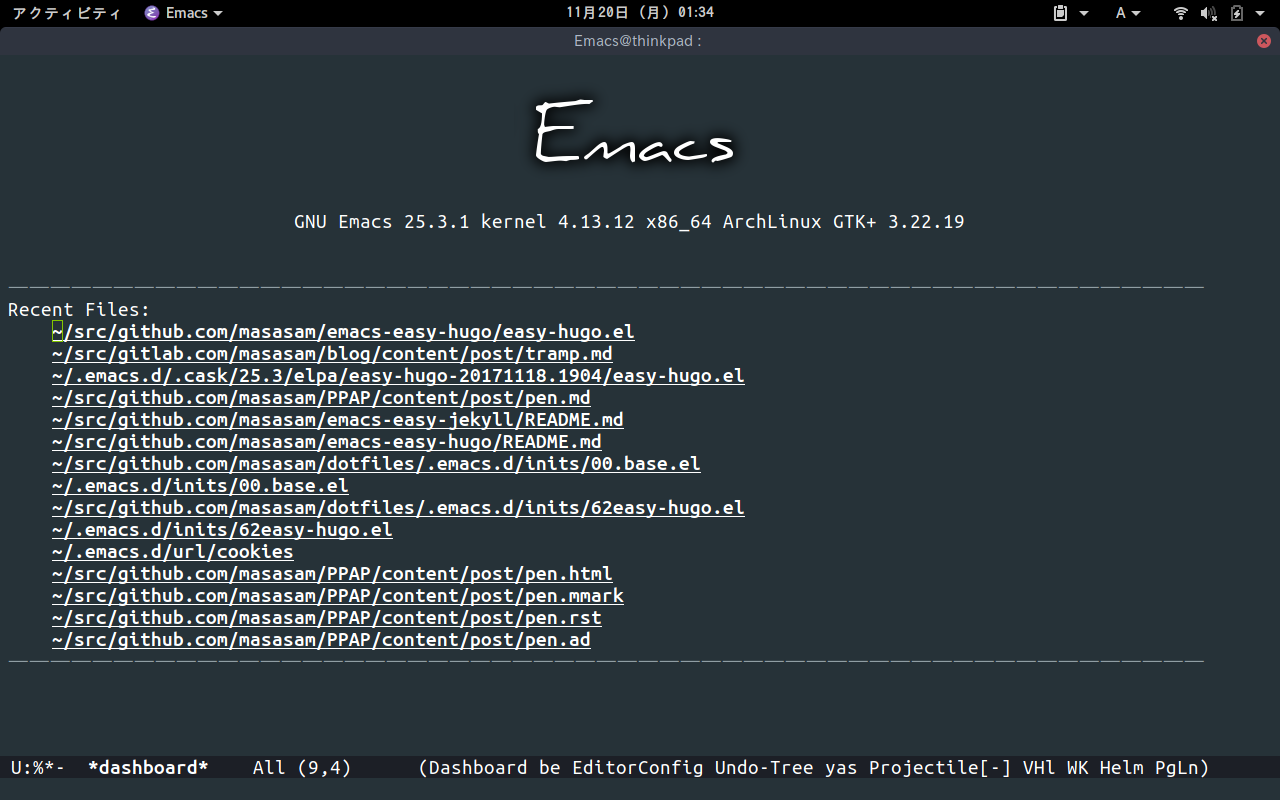 アクティビティ Emacs 11月20日 (月) 01:34 A
Emacs@thinkpad :
Emacs
GNU Emacs 25.3.1 kernel 4.13.12 x86_64 ArchLinux GTK+ 3.22.19
Recent Files:
~/src/github.com/masasam/emacs-easy-hugo/easy-hugo.el
~/src/gitlab.com/masasam/blog/content/post/tramp.md
~/.emacs.d/.cask/25.3/elpa/easy-hugo-20171118.1904/easy-hugo.el
~/src/github.com/masasam/PPAP/content/post/pen.md
~/src/github.com/masasam/emacs-easy-jekyll/README.md
~/src/github.com/masasam/emacs-easy-hugo/README.md
~/src/github.com/masasam/dotfiles/.emacs.d/inits/00.base.el
~/.emacs.d/inits/00.base.el
~/src/github.com/masasam/dotfiles/.emacs.d/inits/62easy-hugo.el
~/.emacs.d/inits/62easy-hugo.el
~/.emacs.d/url/cookies
~/src/github.com/masasam/PPAP/content/post/pen.html
~/src/github.com/masasam/PPAP/content/post/pen.mmark
~/src/github.com/masasam/PPAP/content/post/pen.rst
~/src/github.com/masasam/PPAP/content/post/pen.ad
U:%*- *dashboard* All (9,4) (Dashboard be EditorConfig Undo-Tree yas Projectile[-] VHl WK Helm PgLn)